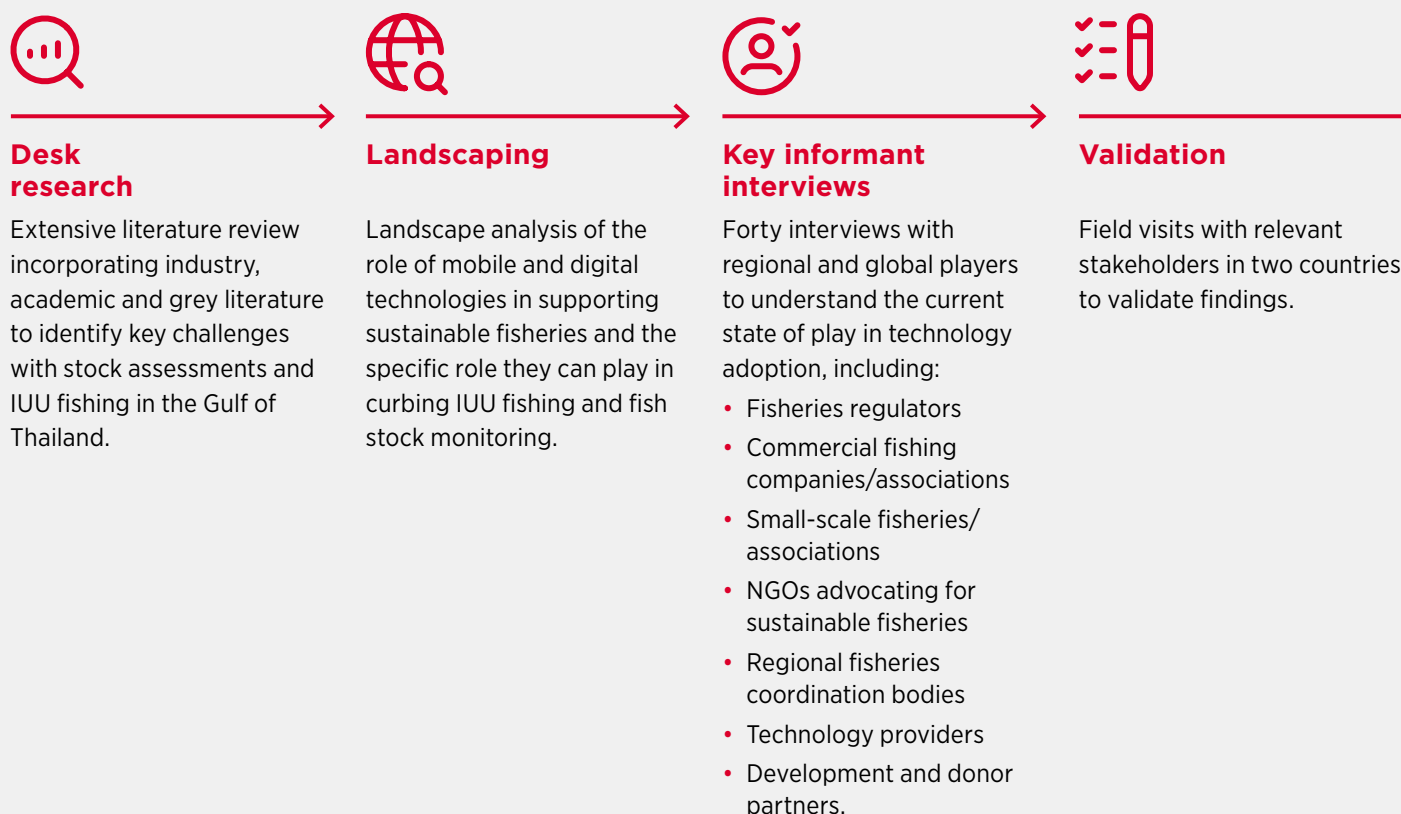 Desk
research
Extensive literature review
incorporating industry,
academic and grey literature
to identify key challenges
with stock assessments and
IUU fishing in the Gulf of
Thailand.
Landscaping
Landscape analysis of the
role of mobile and digital
technologies in supporting
sustainable fisheries and the
specific role they can play in
curbing IUU fishing and fish
stock monitoring.
Key informant
interviews
Forty interviews with
regional and global players
to understand the current
state of play in technology
adoption, including:
• Fisheries regulators
• Commercial fishing
companies/associations
• Small-scale fisheries/
associations
• NGOs advocating for
sustainable fisheries
• Regional fisheries
coordination bodies
• Technology providers
• Development and donor
partners.
Validation
Field visits with relevant
stakeholders in two countries
to validate findings.